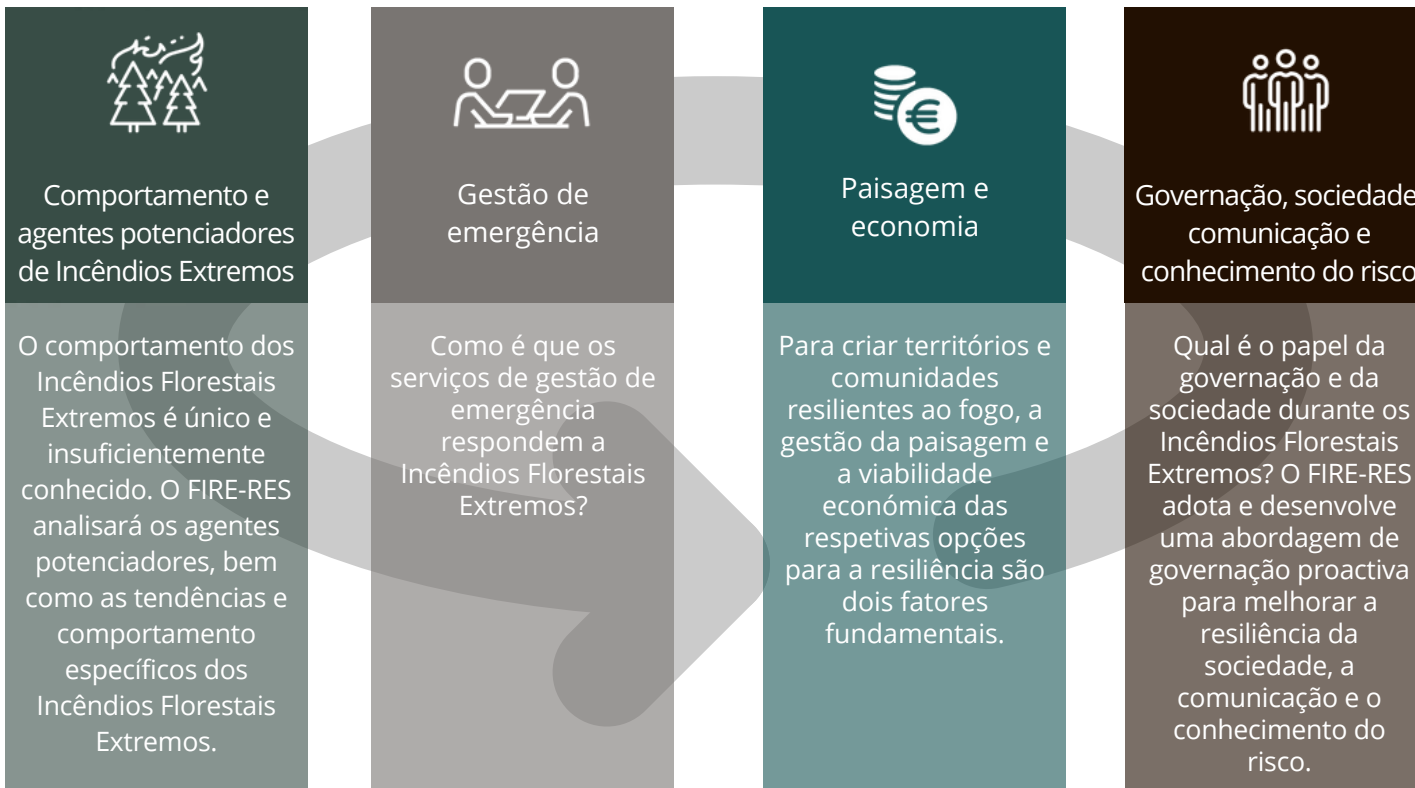 Comportamento e
agentes potenciadores
de Incêndios Extremos
O comportamento dos
Incêndios Florestais
Extremos é único e
insuficientemente
conhecido. O FIRE-RES
analisará os agentes
potenciadores, bem
como as tendências e
comportamento
específicos dos
Incêndios Florestais
Extremos.
Gestão de
emergência
Como é que os
serviços de gestão de
emergência
respondem a
Incêndios Florestais
Extremos?
Paisagem e
economia
Para criar territórios e
comunidades
resilientes ao fogo, a
gestão da paisagem e
a viabilidade
económica das
respetivas opções
para a resiliência são
dois fatores
fundamentais.
Governação, sociedade
comunicação e
conhecimento do risco
Qual é o papel da
governação e da
sociedade durante os
Incêndios Florestais
Extremos? O FIRE-RES
adota e desenvolve
uma abordagem de
governação proactiva
para melhorar a
resiliência da
sociedade, a
comunicação e o
conhecimento do
risco.